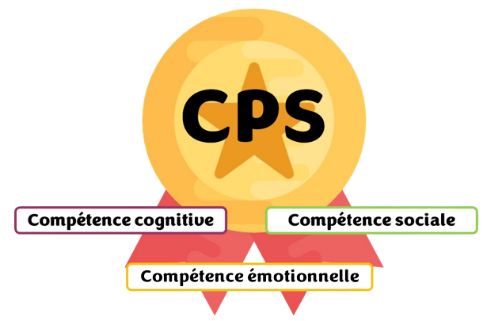 CPS
Compétence cognitive
Compétence sociale
Compétence émotionnelle